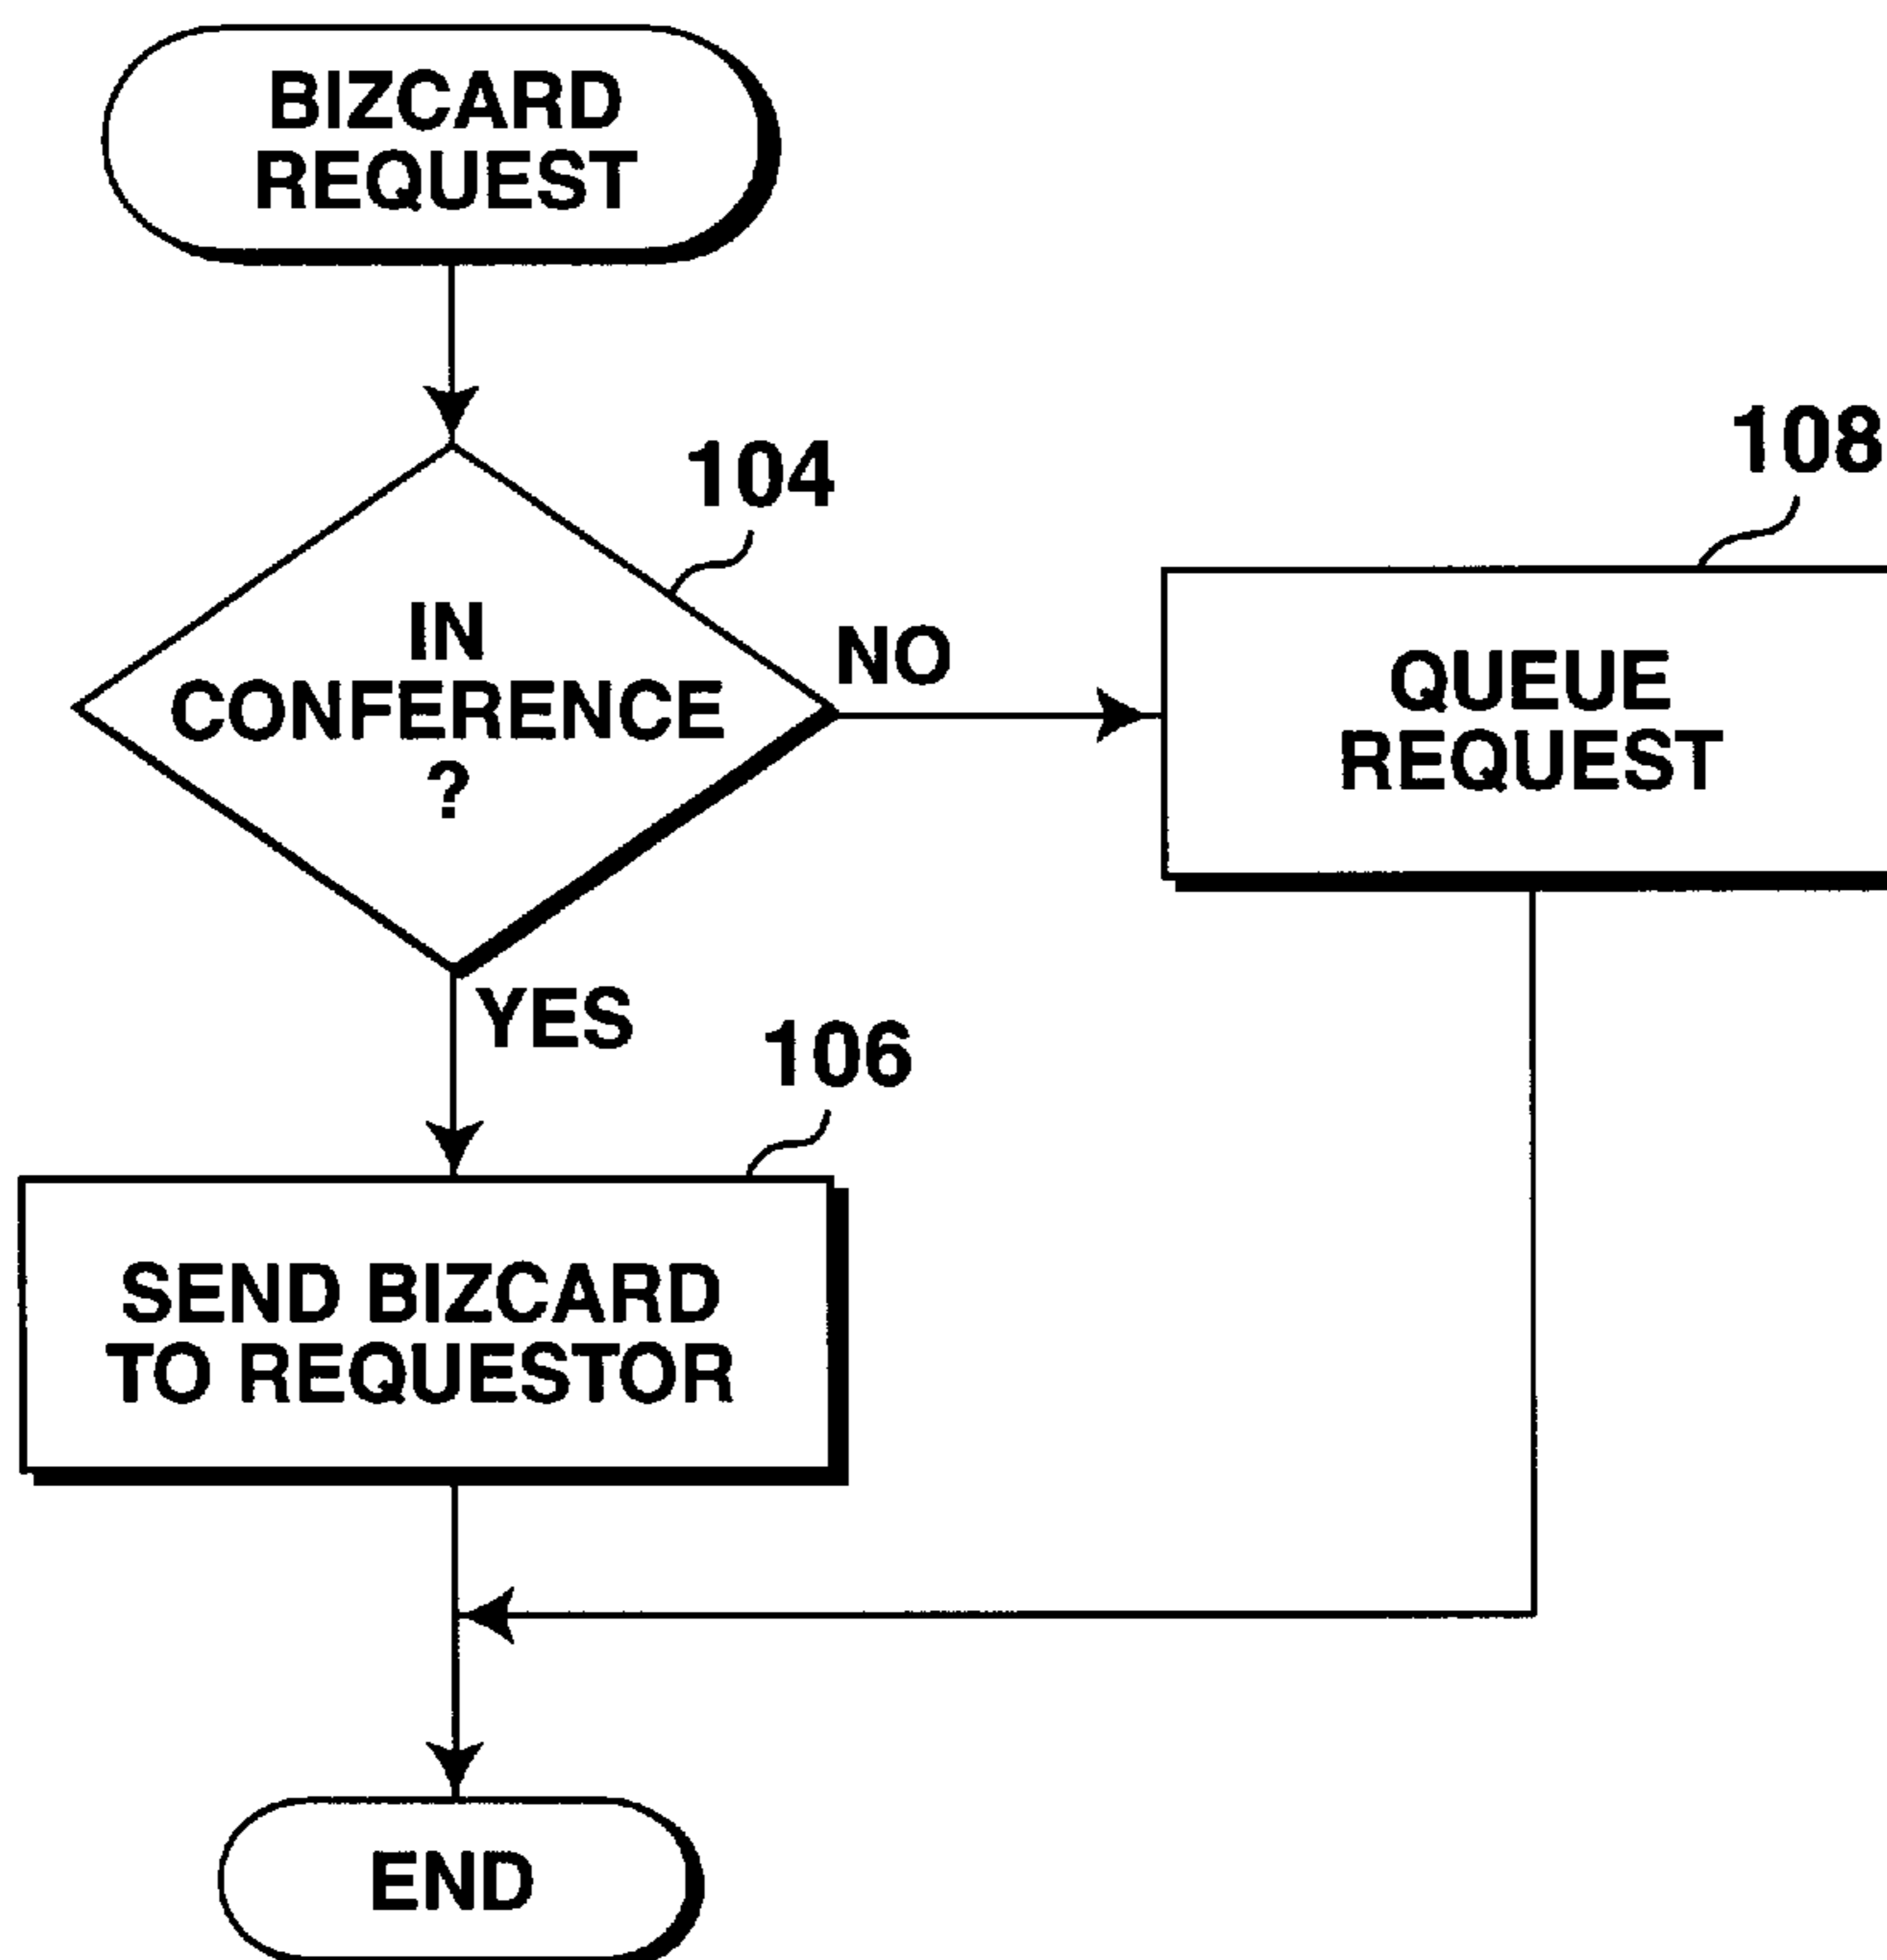 BIZCARD
REQUEST
104
108
IN
CONFERENCE
?
NO
QUEUE
REQUEST
YES
106
SEND BIZCARD
TO REQUESTOR
END